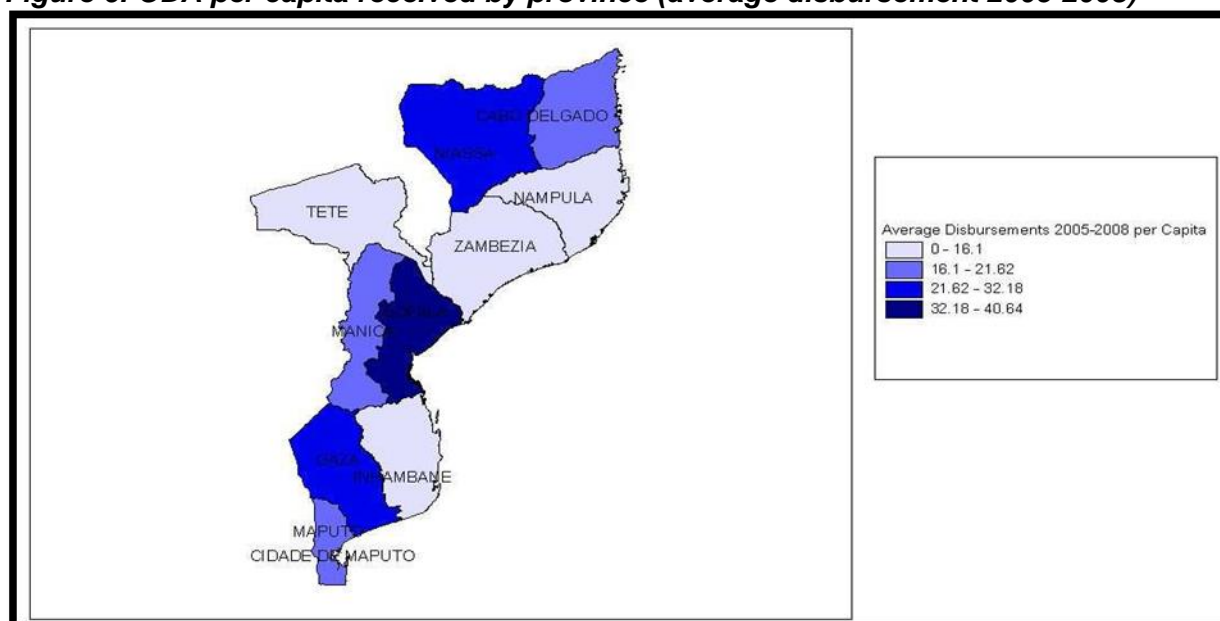 Figure ODA per capita received by province (average disbursement 2005-2008)
CABO DELGADO
NIASSA
NAMPULA
TETE
ZAMBEZIA
SOFALA
MANICA
GAZA
INHAMBANE
MAPUTO
CIDADE DE MAPUTO
Average Disbursements 2005-2008 per Capita
0 - 16.1
16.1 - 21.62
21.62 - 32.18
32.18 - 40.64